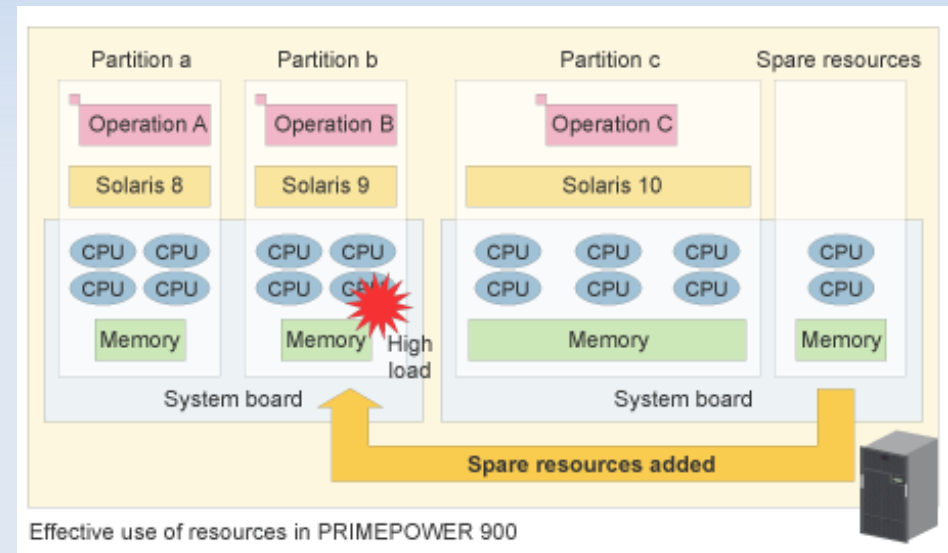 Partition a
Partition b
Partition c
Spare resources
Operation A
Operation B
Operation C
Solaris 8
Solaris 9
Solaris 10
CPU CPU CPU CPU CPU CPU CPU CPU
CPU CPU CPU CPU CPU CPU CPU CPU
Memory
Memory
High
load
Memory
Memory
System board
System board
Spare resources added
Effective use of resources in PRIMEPOWER 900